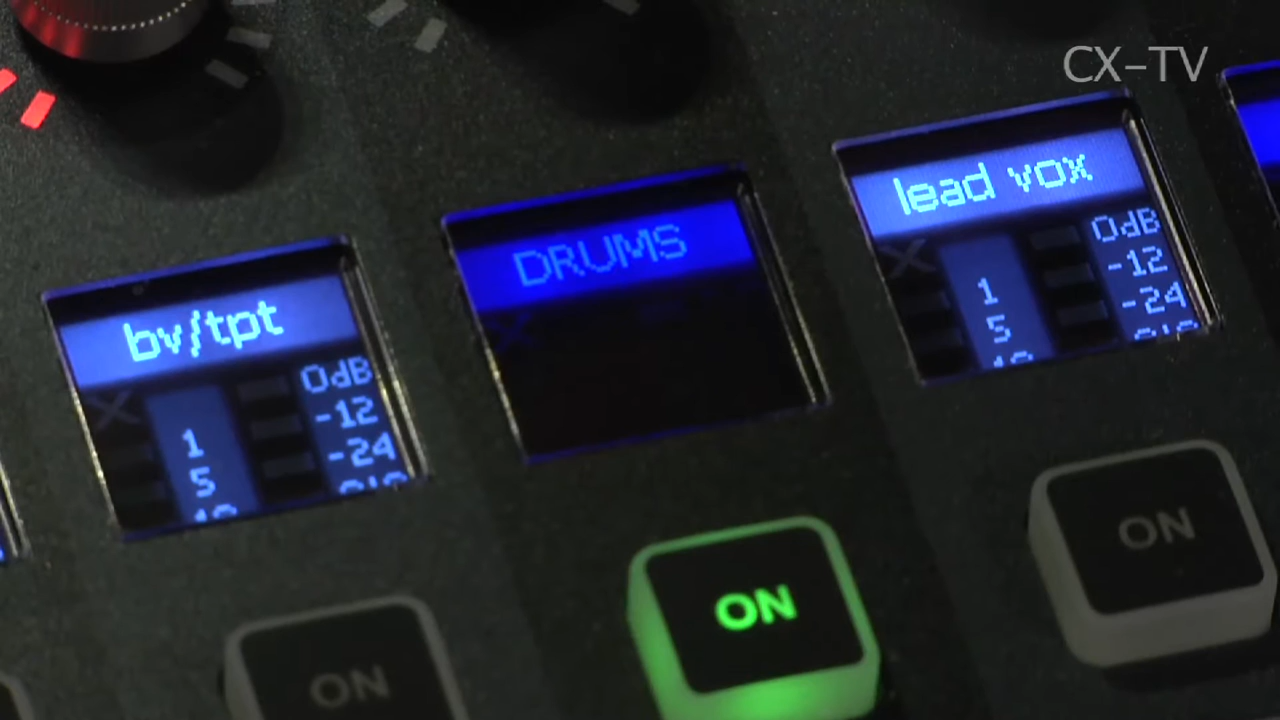 CX-TV
bv/tpt
0dB
-12
-24
1
5
DRUMS
lead vox
0dB
-12
-24
1
5
ON
ON
ON